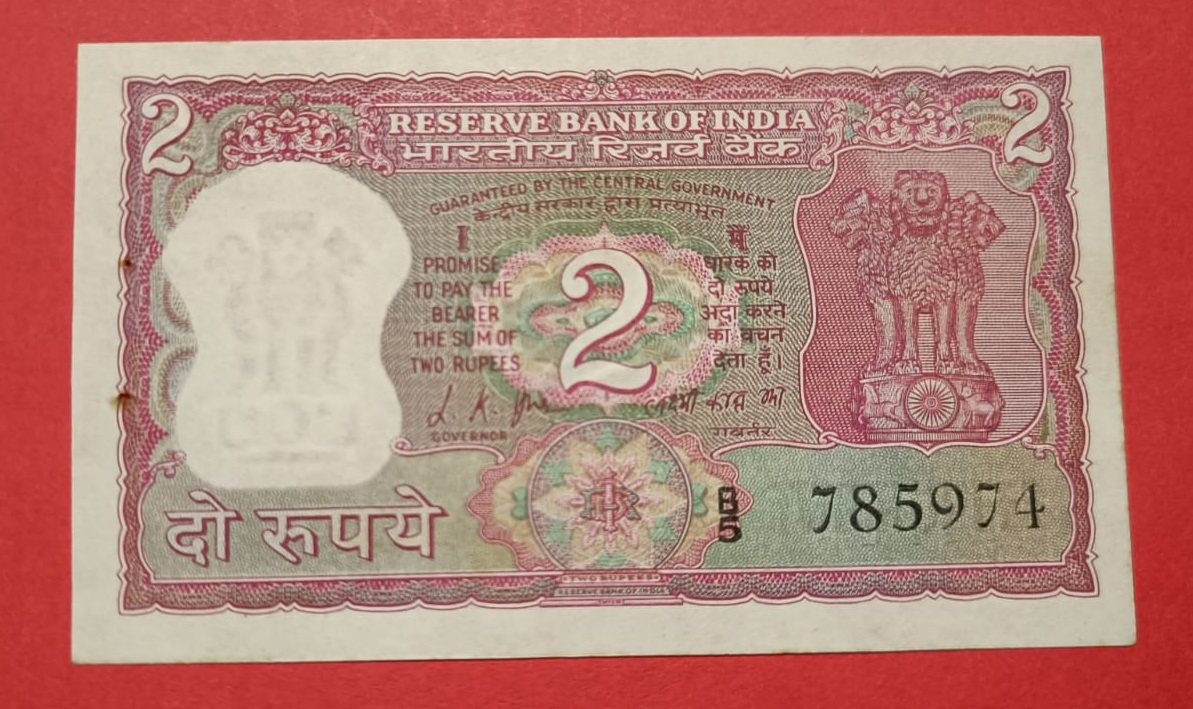 2
2
RESERVE BANK OF INDIA
भारतीय रिज़र्व बैंक
GUARANTEED BY THE CENTRAL GOVERNMENT
केन्द्रीय सरकार द्वारा प्रत्याभूत
I
PROMISE
TO PAY THE
BEARER
THE SUM OF
TWO RUPEES
2
मैं
धारक को
दो रुपये
अदा करने
का वचन
देता हूँ।
L. K. Jha
लक्ष्मी कान्त झा
GOVERNOR
गवर्नर
दो रुपये
B
5
785974
TWO RUPEES
RESERVE BANK OF INDIA